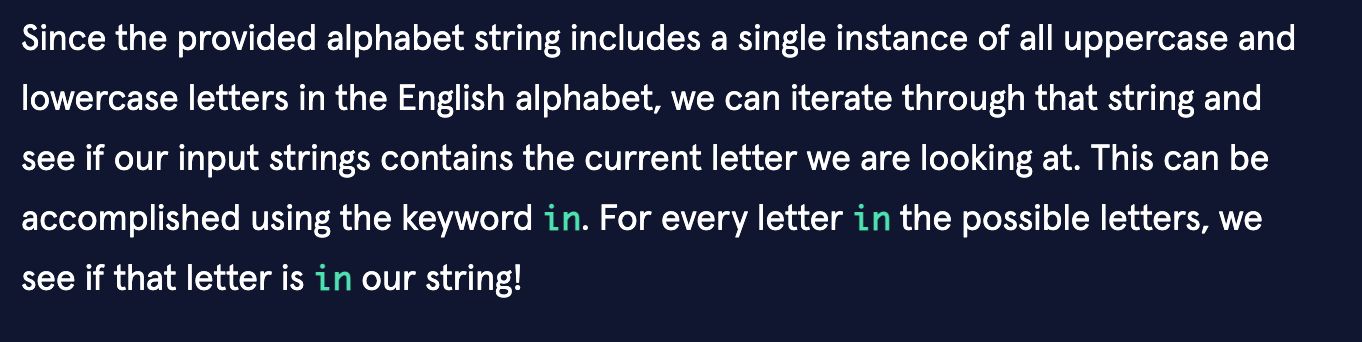 Since the provided alphabet string includes a single instance of all uppercase and
lowercase letters in the English alphabet, we can iterate through that string and
see if our input strings contains the current letter we are looking at. This can be
accomplished using the keyword in. For every letter in the possible letters, we
see if that letter is in our string!